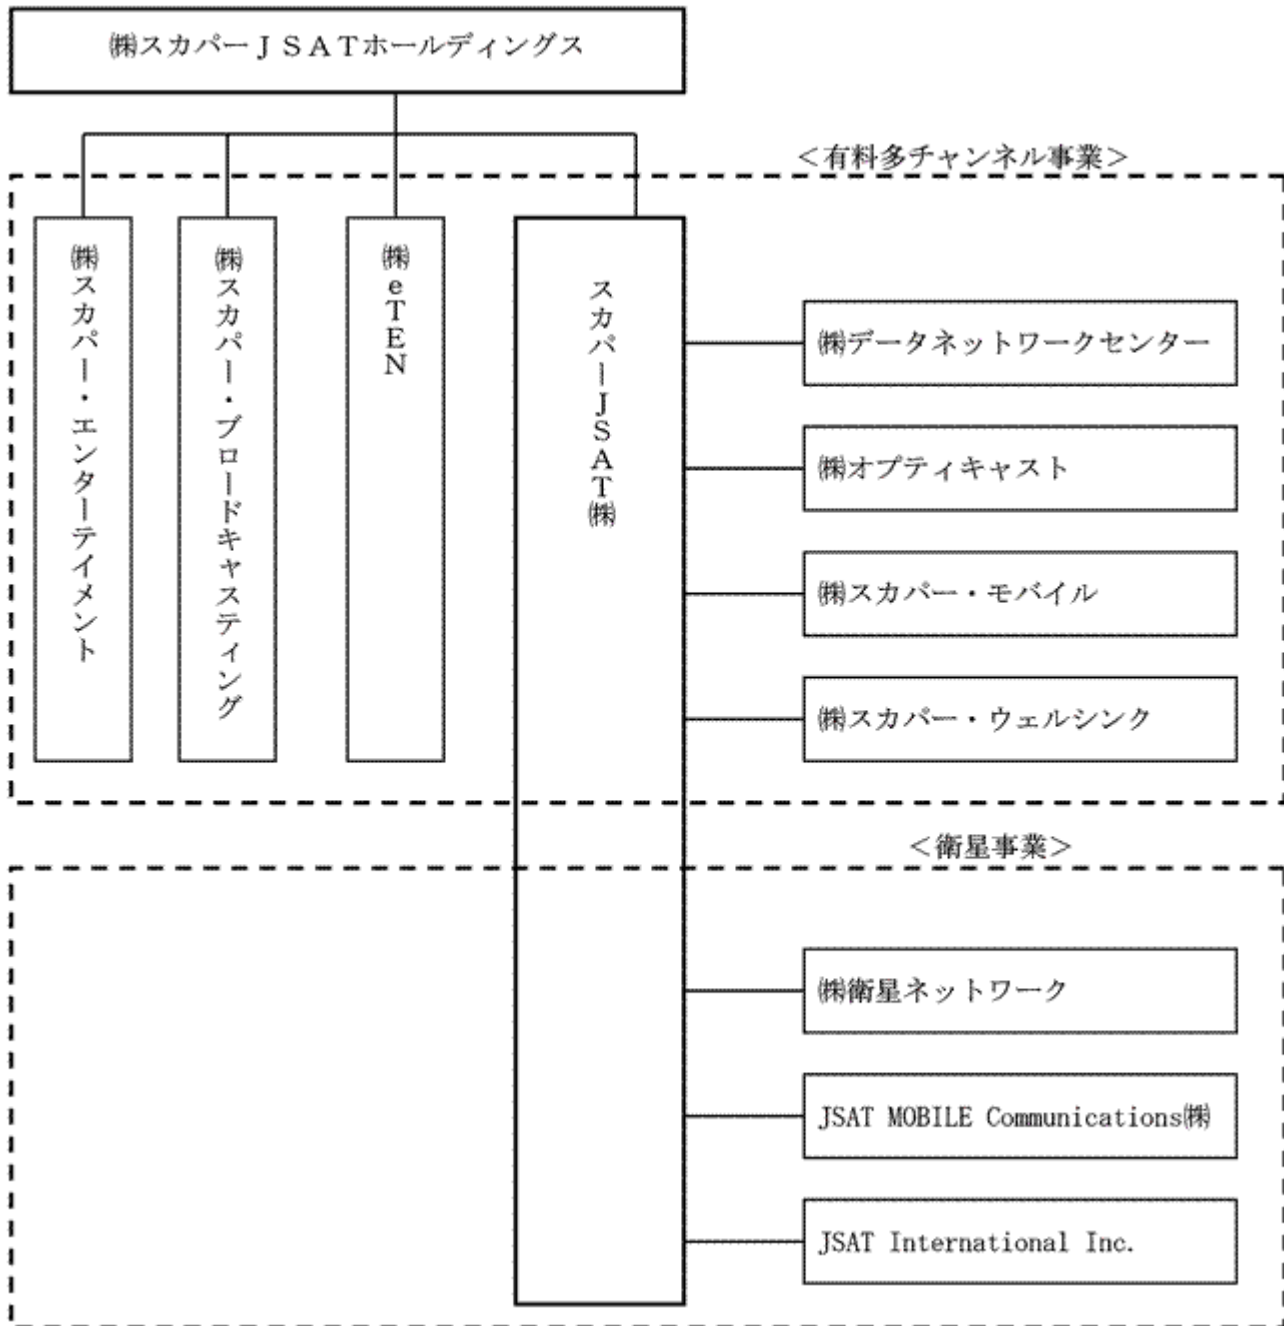 ㈱スカパーＪＳＡＴホールディングス
＜有料多チャンネル事業＞
㈱スカパー・エンターテイメント
㈱スカパー・ブロードキャスティング
㈱eTEN
スカパーJSAT㈱
㈱データネットワークセンター
㈱オプティキャスト
㈱スカパー・モバイル
㈱スカパー・ウェルシンク
＜衛星事業＞
㈱衛星ネットワーク
JSAT MOBILE Communications㈱
JSAT International Inc.